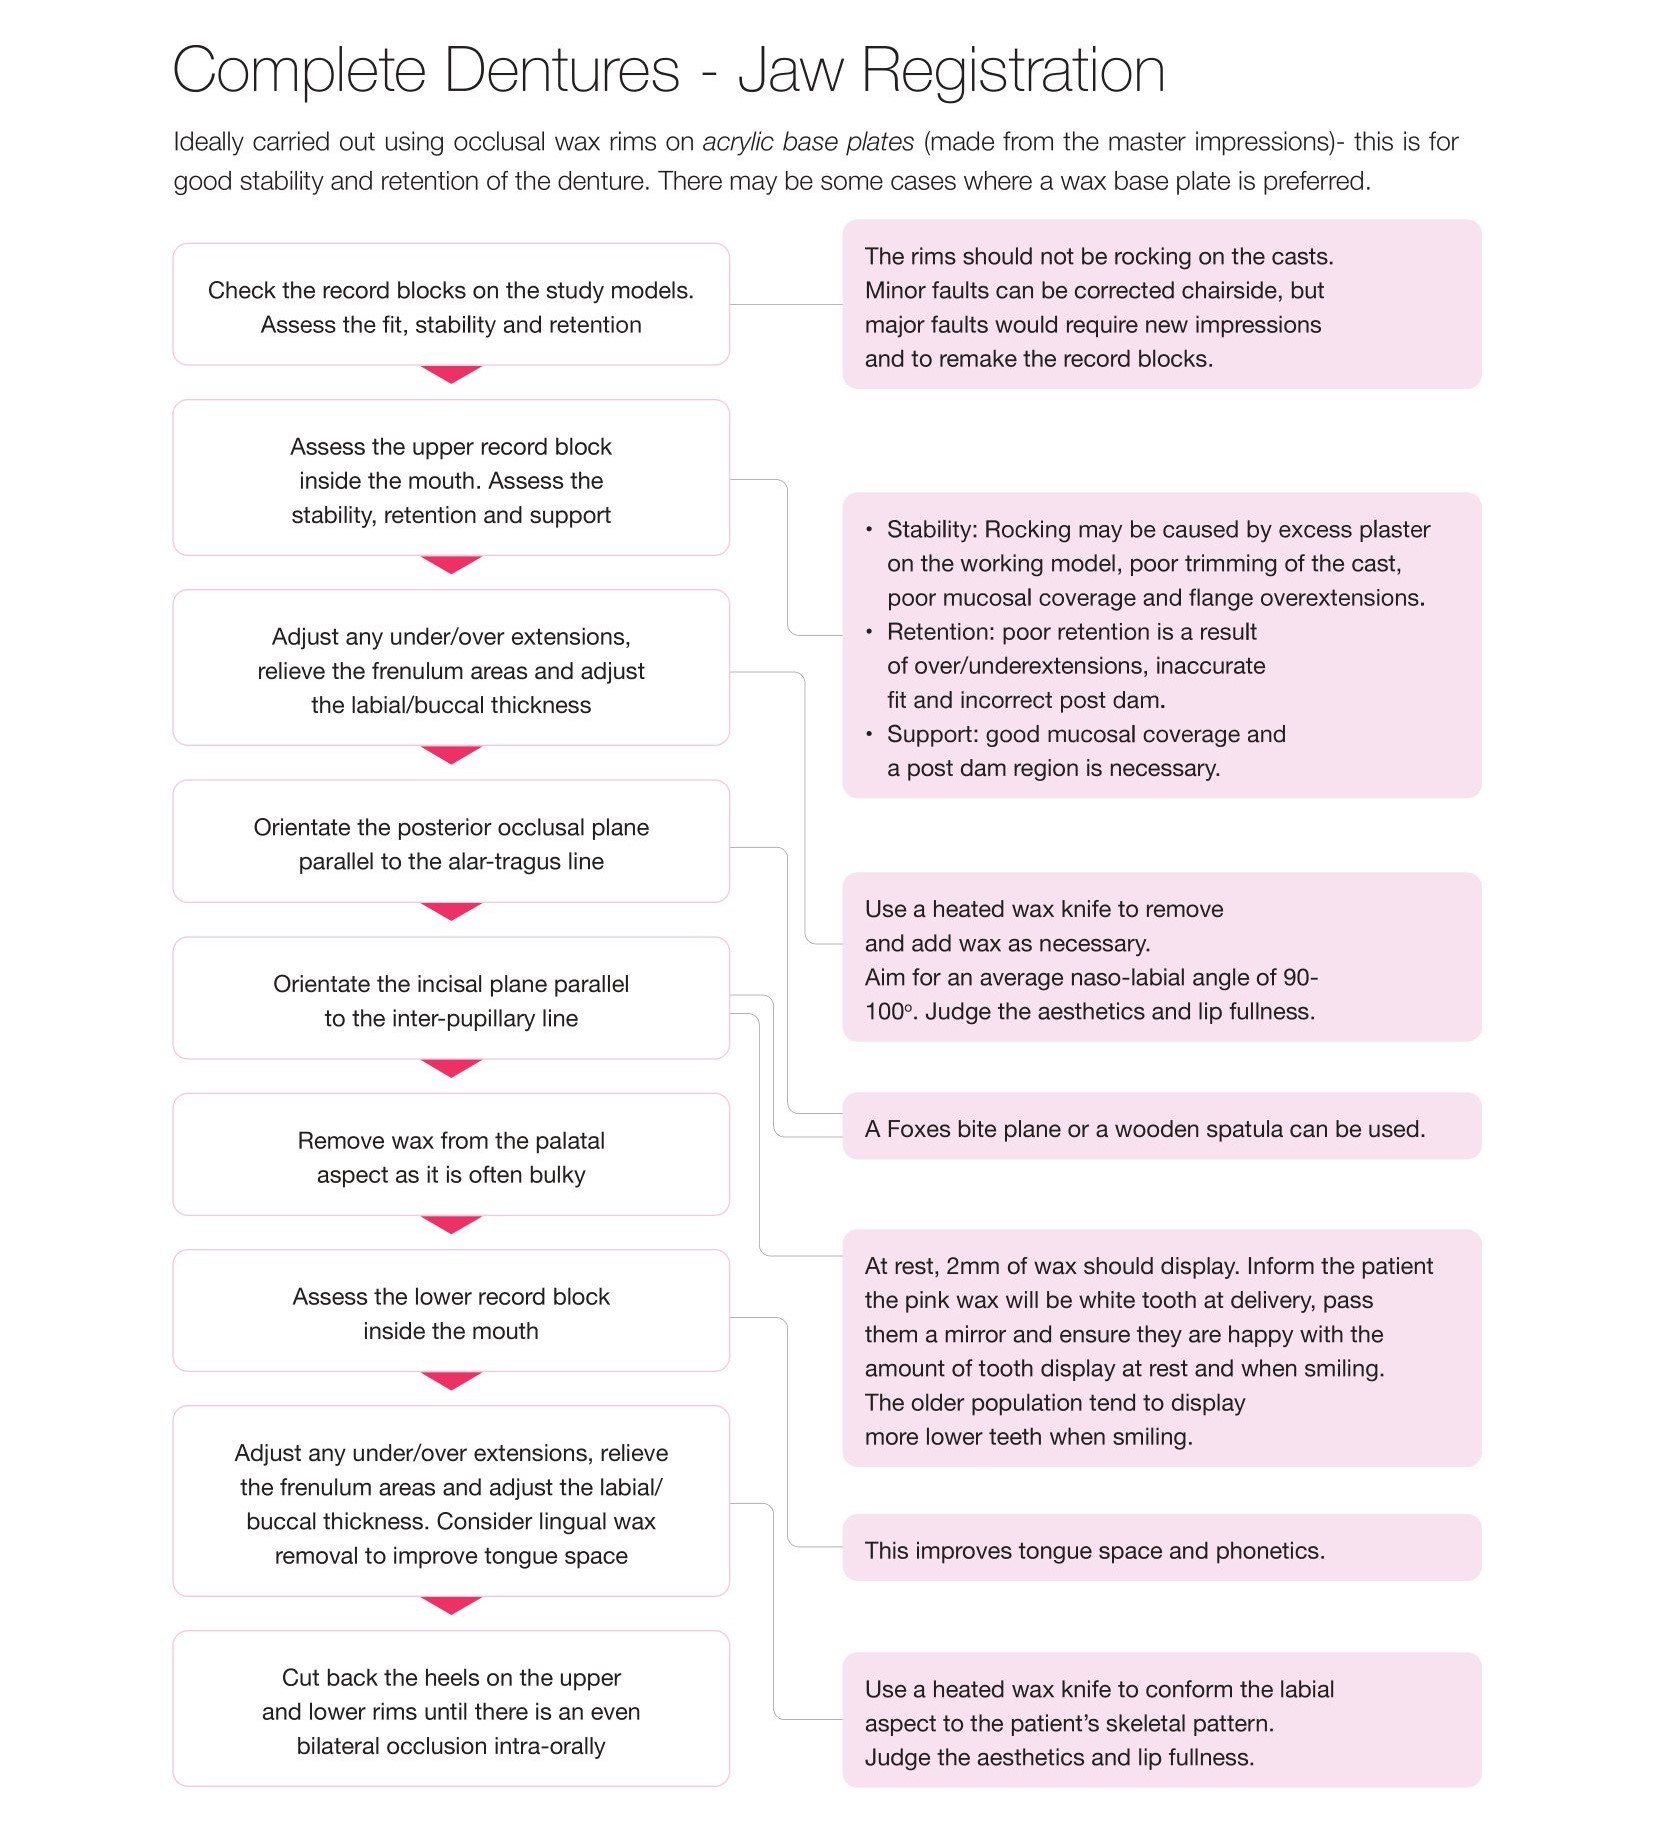 Complete Dentures - Jaw Registration
Ideally carried out using occlusal wax rims on acrylic base plates (made from the master impressions)- this is for
good stability and retention of the denture. There may be some cases where a wax base plate is preferred.
Check the record blocks on the study models.
Assess the fit, stability and retention
The rims should not be rocking on the casts.
Minor faults can be corrected chairside, but
major faults would require new impressions
and to remake the record blocks.
Assess the upper record block
inside the mouth. Assess the
stability, retention and support
• Stability: Rocking may be caused by excess plaster
on the working model, poor trimming of the cast,
poor mucosal coverage and flange overextensions.
• Retention: poor retention is a result
of over/underextensions, inaccurate
fit and incorrect post dam.
• Support: good mucosal coverage and
a post dam region is necessary.
Adjust any under/over extensions,
relieve the frenulum areas and adjust
the labial/buccal thickness
Use a heated wax knife to remove
and add wax as necessary.
Aim for an average naso-labial angle of 90-
100º. Judge the aesthetics and lip fullness.
Orientate the posterior occlusal plane
parallel to the alar-tragus line
Orientate the incisal plane parallel
to the inter-pupillary line
A Foxes bite plane or a wooden spatula can be used.
At rest, 2mm of wax should display. Inform the patient
the pink wax will be white tooth at delivery, pass
them a mirror and ensure they are happy with the
amount of tooth display at rest and when smiling.
The older population tend to display
more lower teeth when smiling.
Remove wax from the palatal
aspect as it is often bulky
Assess the lower record block
inside the mouth
This improves tongue space and phonetics.
Adjust any under/over extensions, relieve
the frenulum areas and adjust the labial/
buccal thickness. Consider lingual wax
removal to improve tongue space
Use a heated wax knife to conform the labial
aspect to the patient’s skeletal pattern.
Judge the aesthetics and lip fullness.
Cut back the heels on the upper
and lower rims until there is an even
bilateral occlusion intra-orally